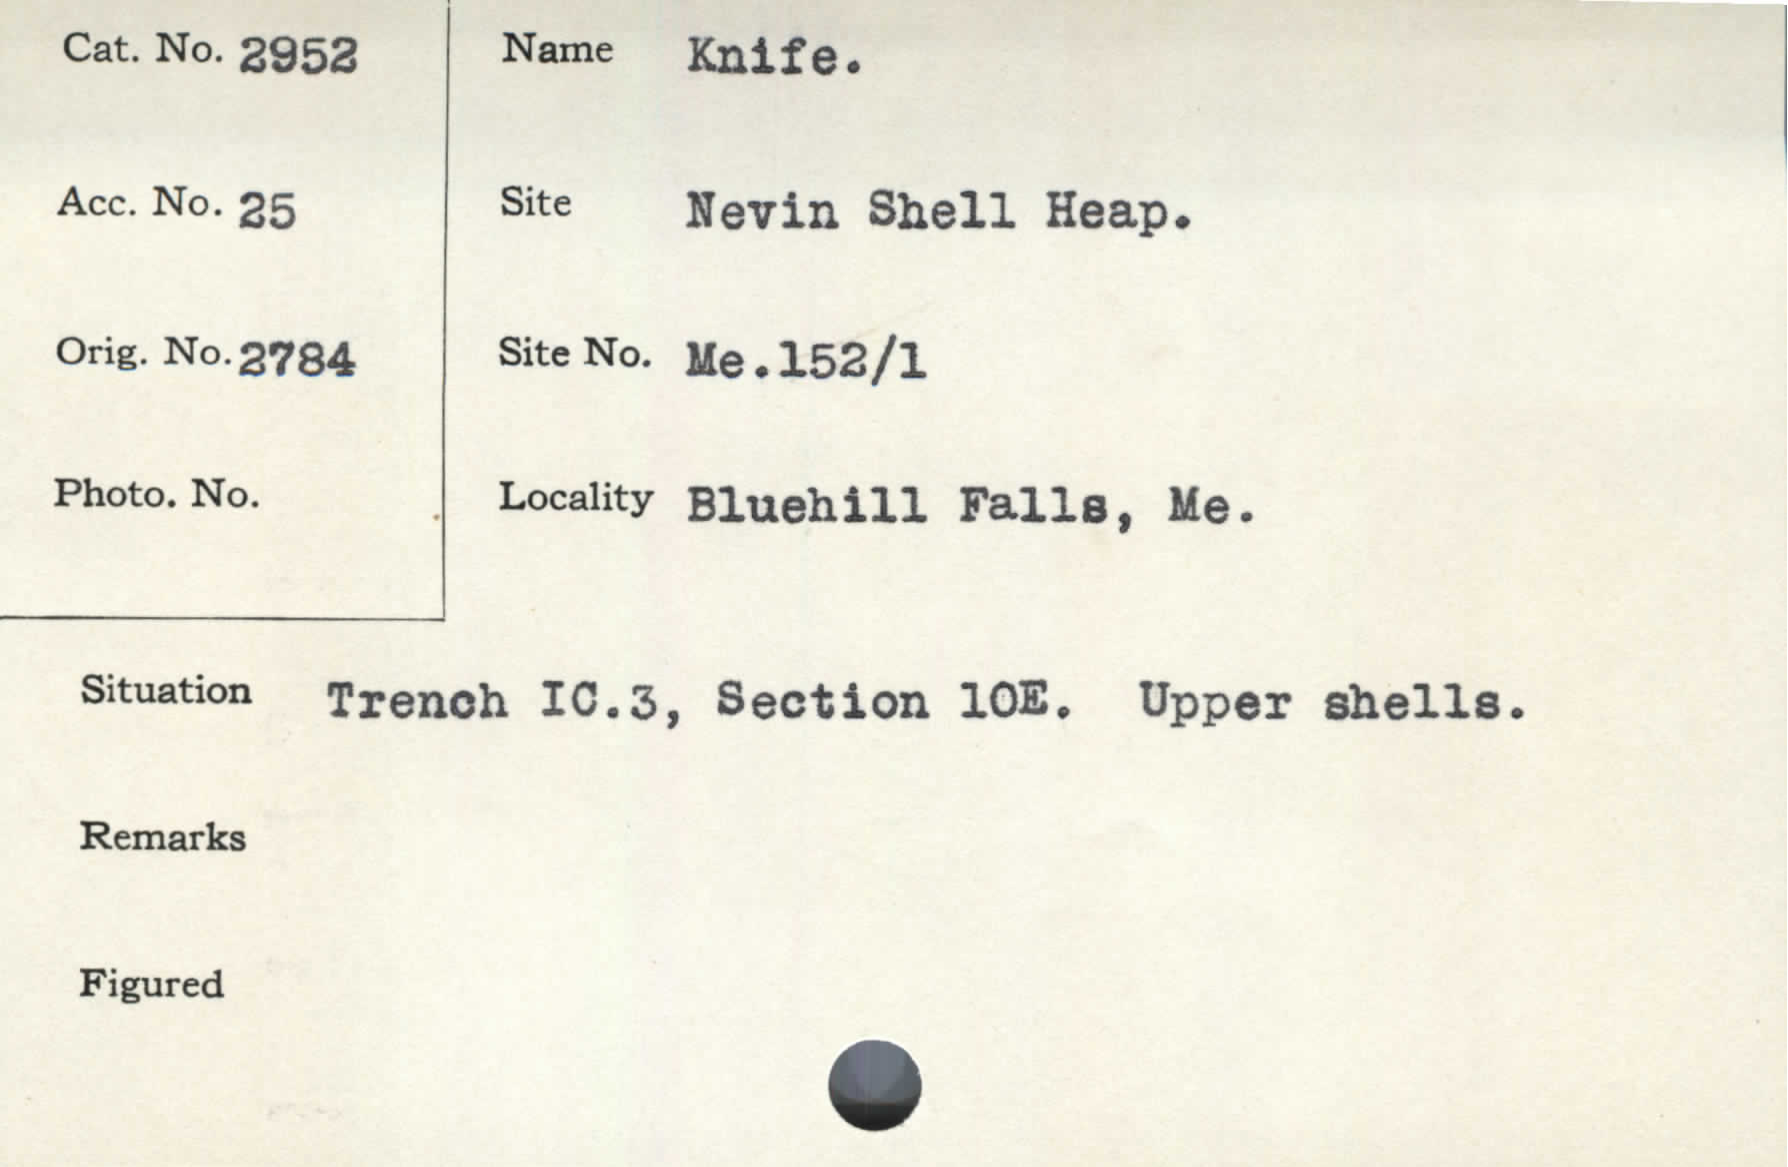 Cat. No. 2952
Name Knife.
Acc. No. 25
Site Nevin Shell Heap.
Orig. No. 2784
Site No. Me.152/1
Photo. No.
Locality Bluehill Falls, Me.
Situation Trench IC.3, Section 10E. Upper shells.
Remarks
Figured